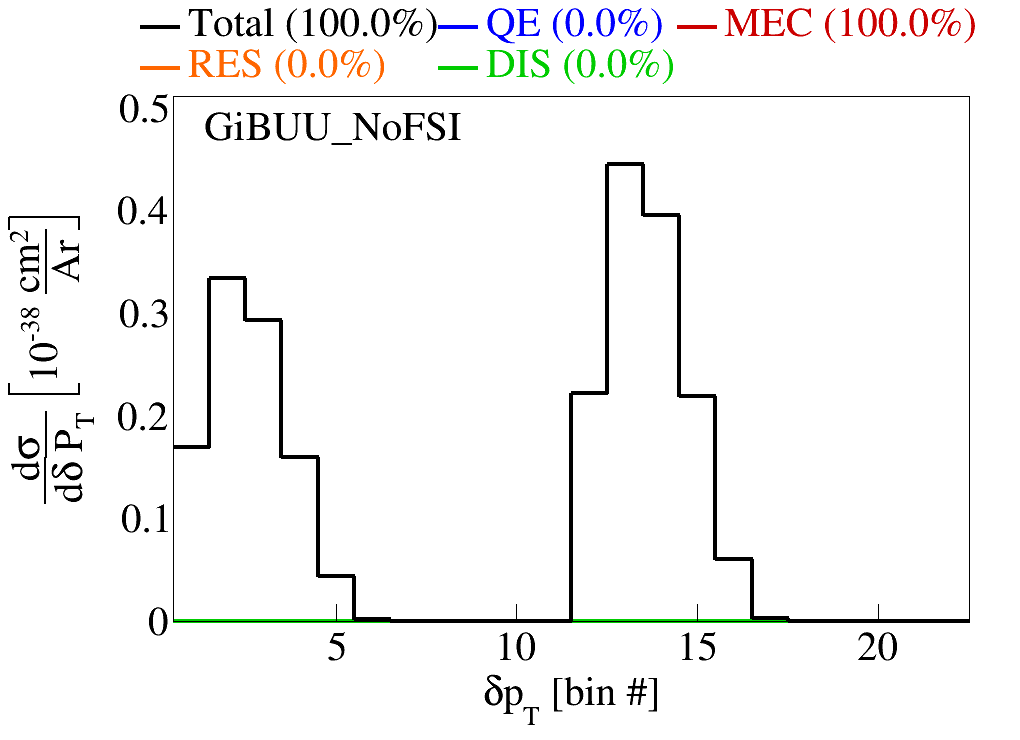 Total (100.0%) QE (0.0%) MEC (100.0%)
RES (0.0%) DIS (0.0%)
GiBUU_NoFSI
0.5
0.4
0.3
0.2
0.1
0
dσ/dδ P_T [10^-38 cm²/Ar]
5 10 15 20
δp_T [bin #]